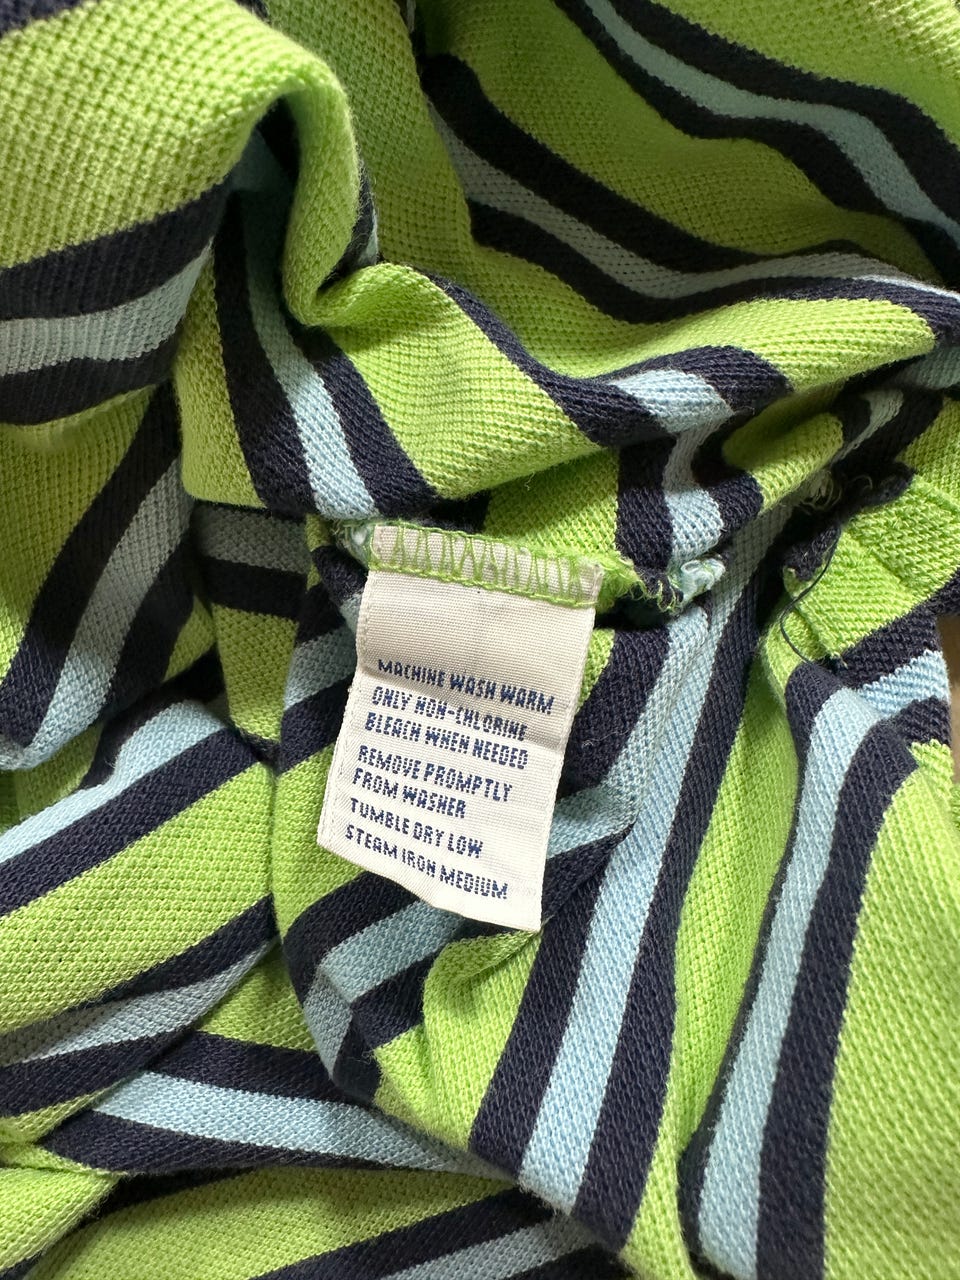 MACHINE WASH WARM
ONLY NON-CHLORINE
BLEACH WHEN NEEDED
REMOVE PROMPTLY
FROM WASHER
TUMBLE DRY LOW
STEAM IRON MEDIUM